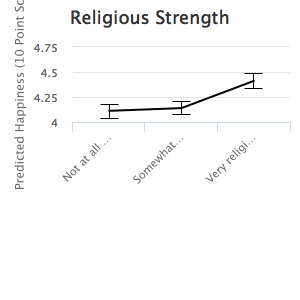 Religious Strength
Predicted Happiness (10 Point Sc
4.75
4.5
4.25
4
Not at all ...
Somewhat...
Very religi...